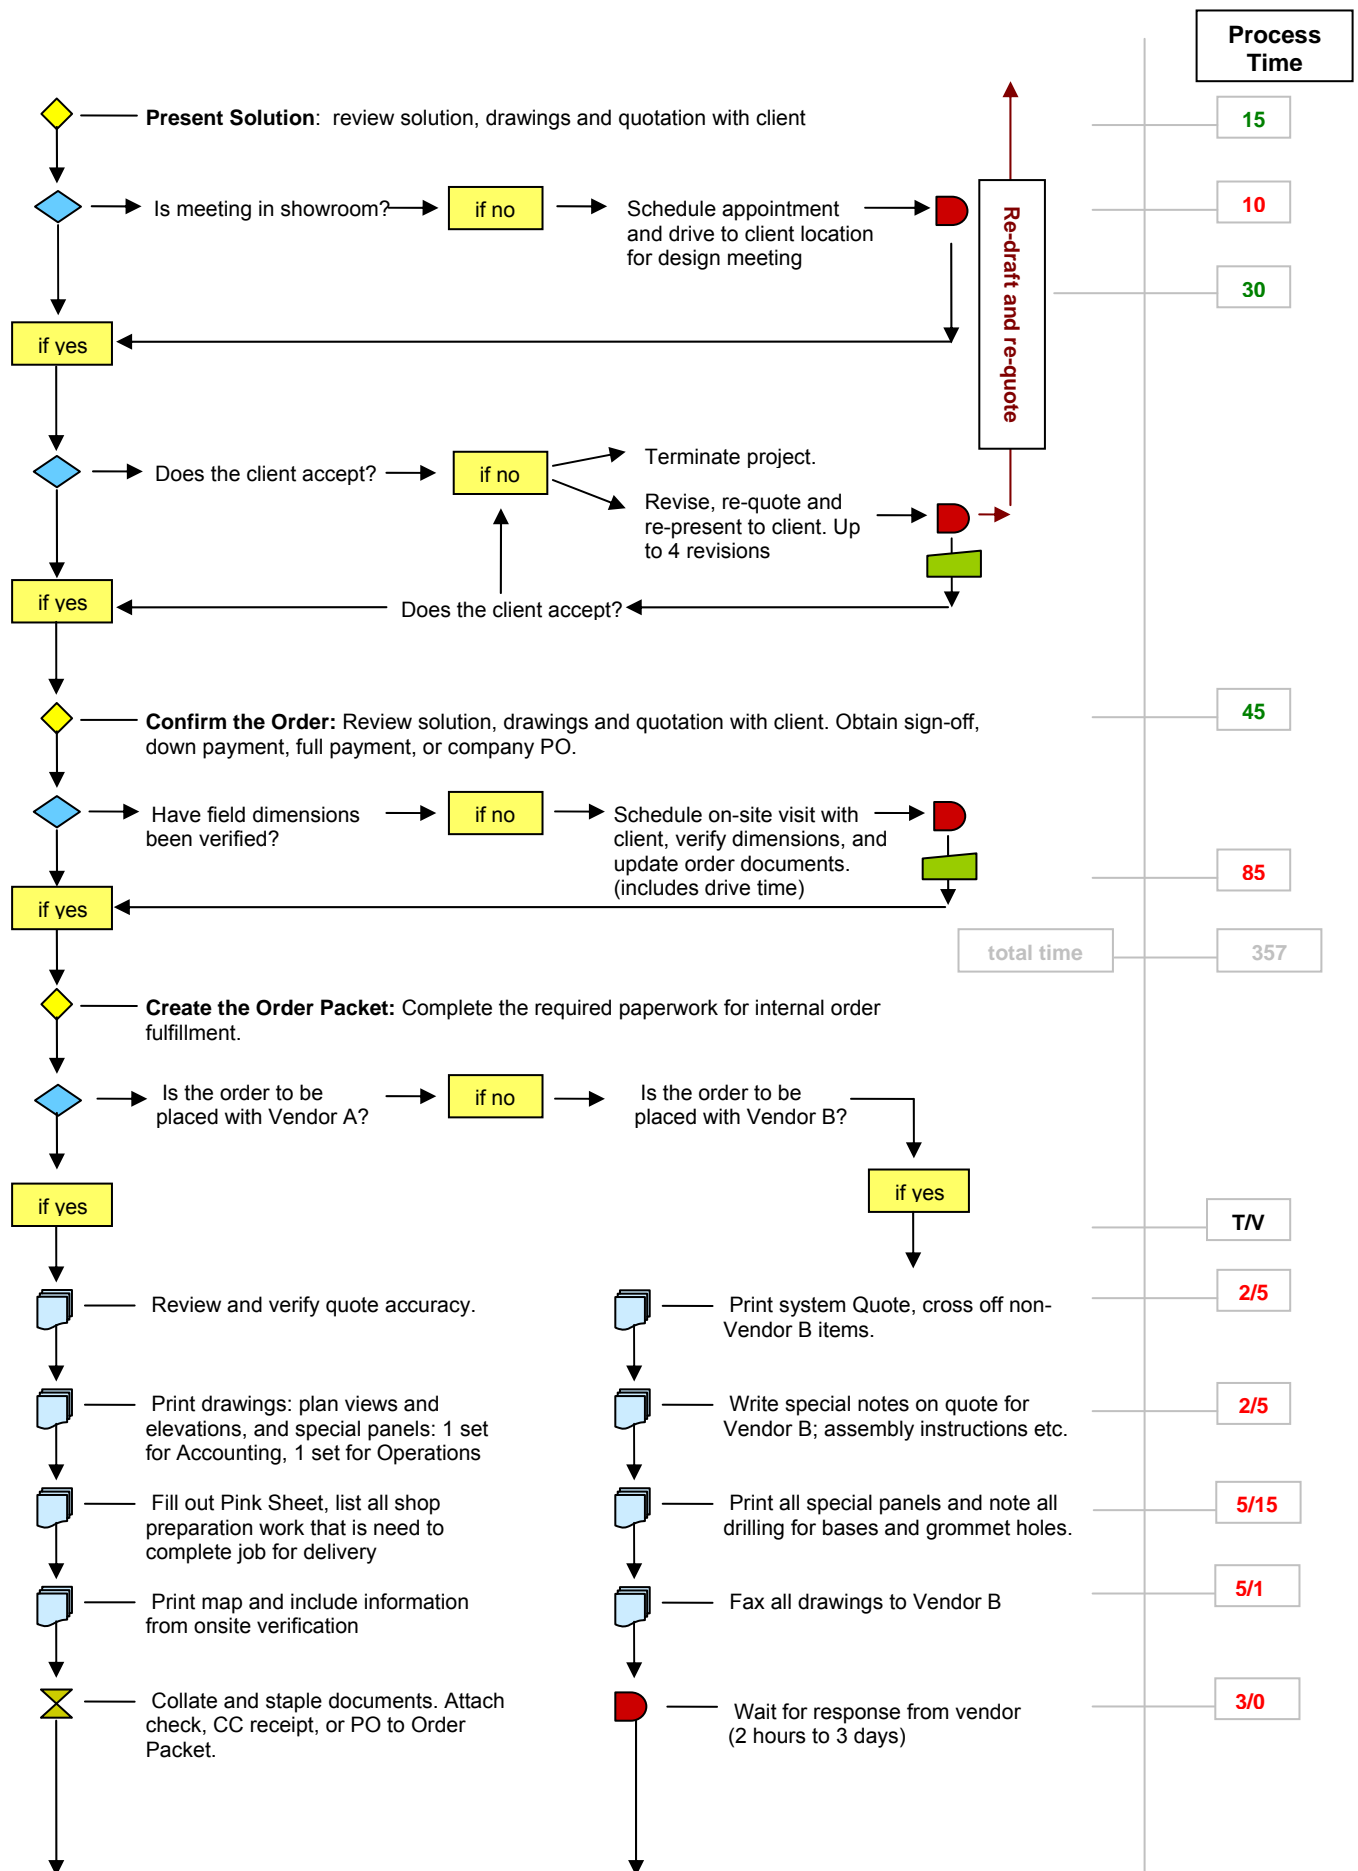 Process
Time
Present Solution:  review solution, drawings and quotation with client
15
Is meeting in showroom?
if no
Schedule appointment
and drive to client location
for design meeting
10
Re-draft and re-quote
30
if yes
Does the client accept?
if no
Terminate project.
Revise, re-quote and
re-present to client. Up
to 4 revisions
if yes
Does the client accept?
Confirm the Order: Review solution, drawings and quotation with client. Obtain sign-off,
down payment, full payment, or company PO.
45
Have field dimensions
been verified?
if no
Schedule on-site visit with
client, verify dimensions, and
update order documents.
(includes drive time)
85
if yes
total time
357
Create the Order Packet: Complete the required paperwork for internal order
fulfillment.
Is the order to be
placed with Vendor A?
if no
Is the order to be
placed with Vendor B?
if yes
if yes
T/V
Review and verify quote accuracy.
Print system Quote, cross off non-
Vendor B items.
2/5
Print drawings: plan views and
elevations, and special panels: 1 set
for Accounting, 1 set for Operations
Write special notes on quote for
Vendor B; assembly instructions etc.
2/5
Fill out Pink Sheet, list all shop
preparation work that is need to
complete job for delivery
Print all special panels and note all
drilling for bases and grommet holes.
5/15
Print map and include information
from onsite verification
Fax all drawings to Vendor B
5/1
Collate and staple documents. Attach
check, CC receipt, or PO to Order
Packet.
Wait for response from vendor
(2 hours to 3 days)
3/0